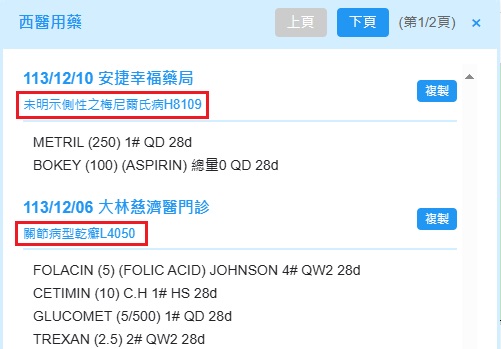 西醫用藥 上頁 下頁 (第1/2頁) ×
113/12/10 安捷幸福藥局
複製
未明示側性之梅尼爾氏病H8109
METRIL (250) 1# QD 28d
BOKEY (100) (ASPIRIN) 總量0 QD 28d
113/12/06 大林慈濟醫門診
複製
關節病型乾癬L4050
FOLACIN (5) (FOLIC ACID) JOHNSON 4# QW2 28d
CETIMIN (10) C.H 1# HS 28d
GLUCOMET (5/500) 1# QD 28d
TREXAN (2.5) 2# QW2 28d